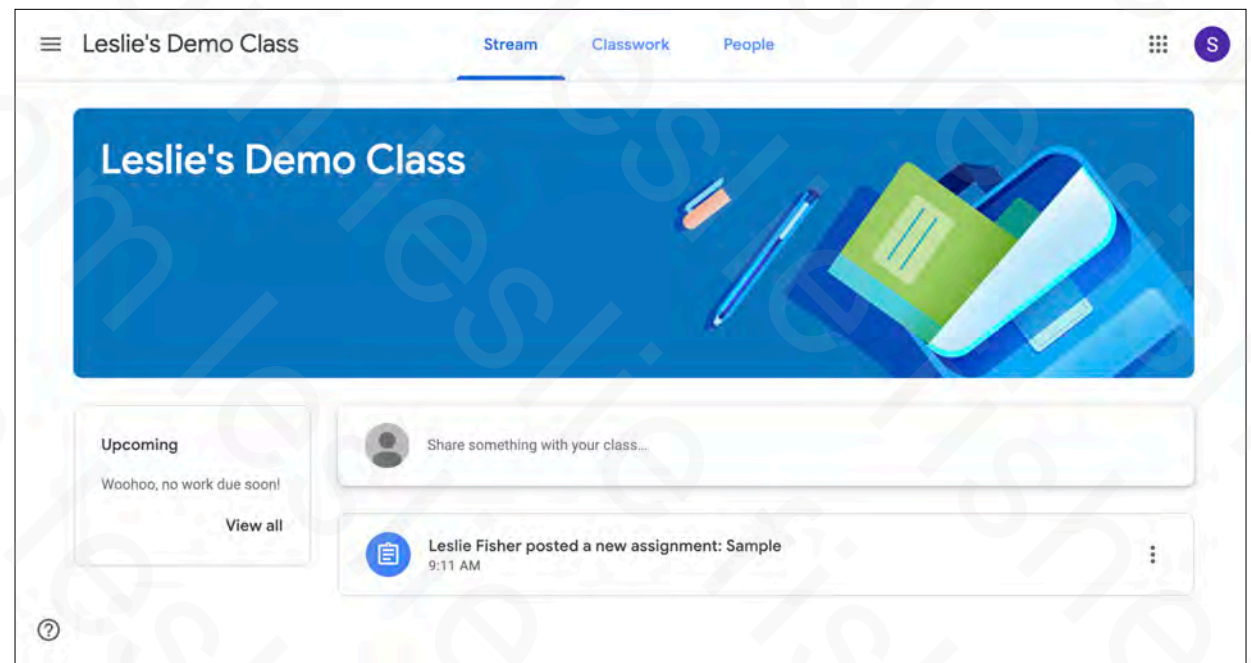 Leslie's Demo Class
Stream
Classwork
People
S
Leslie's Demo Class
Upcoming
Woohoo, no work due soon!
View all
Share something with your class...
Leslie Fisher posted a new assignment: Sample
9:11 AM